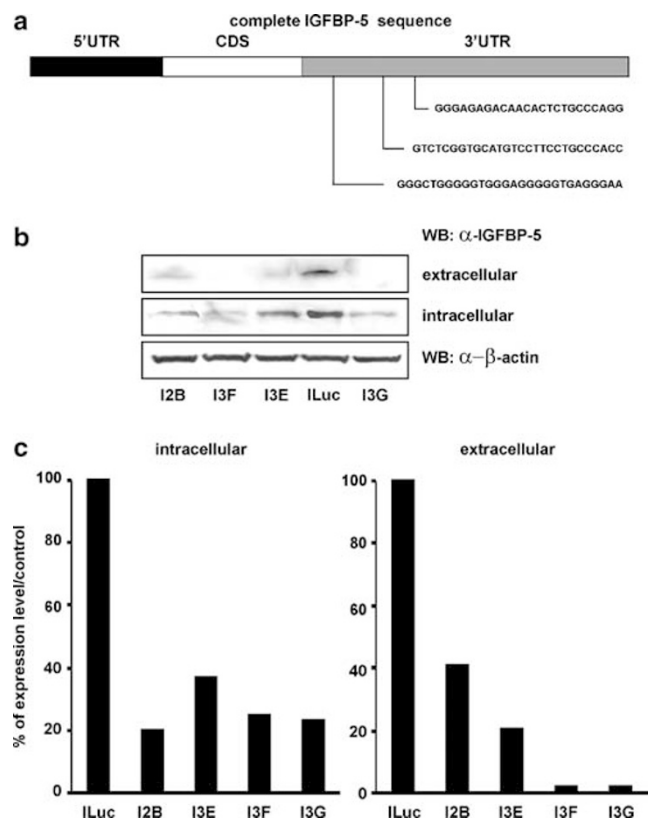 a
complete IGFBP-5 sequence
5'UTR CDS 3'UTR
GGGAGAGACAACACTCTGCCCAGG
GTCTCGGTGCATGTCCTTCCTGCCCACC
GGGCTGGGGGTGGGAGGGGGTGAGGGAA
b
WB: α-IGFBP-5
extracellular
intracellular
WB: α–β-actin
I2B I3F I3E ILuc I3G
c
intracellular
extracellular
% of expression level/control
100
80
60
40
20
0
ILuc I2B I3E I3F I3G
100
80
60
40
20
0
ILuc I2B I3E I3F I3G